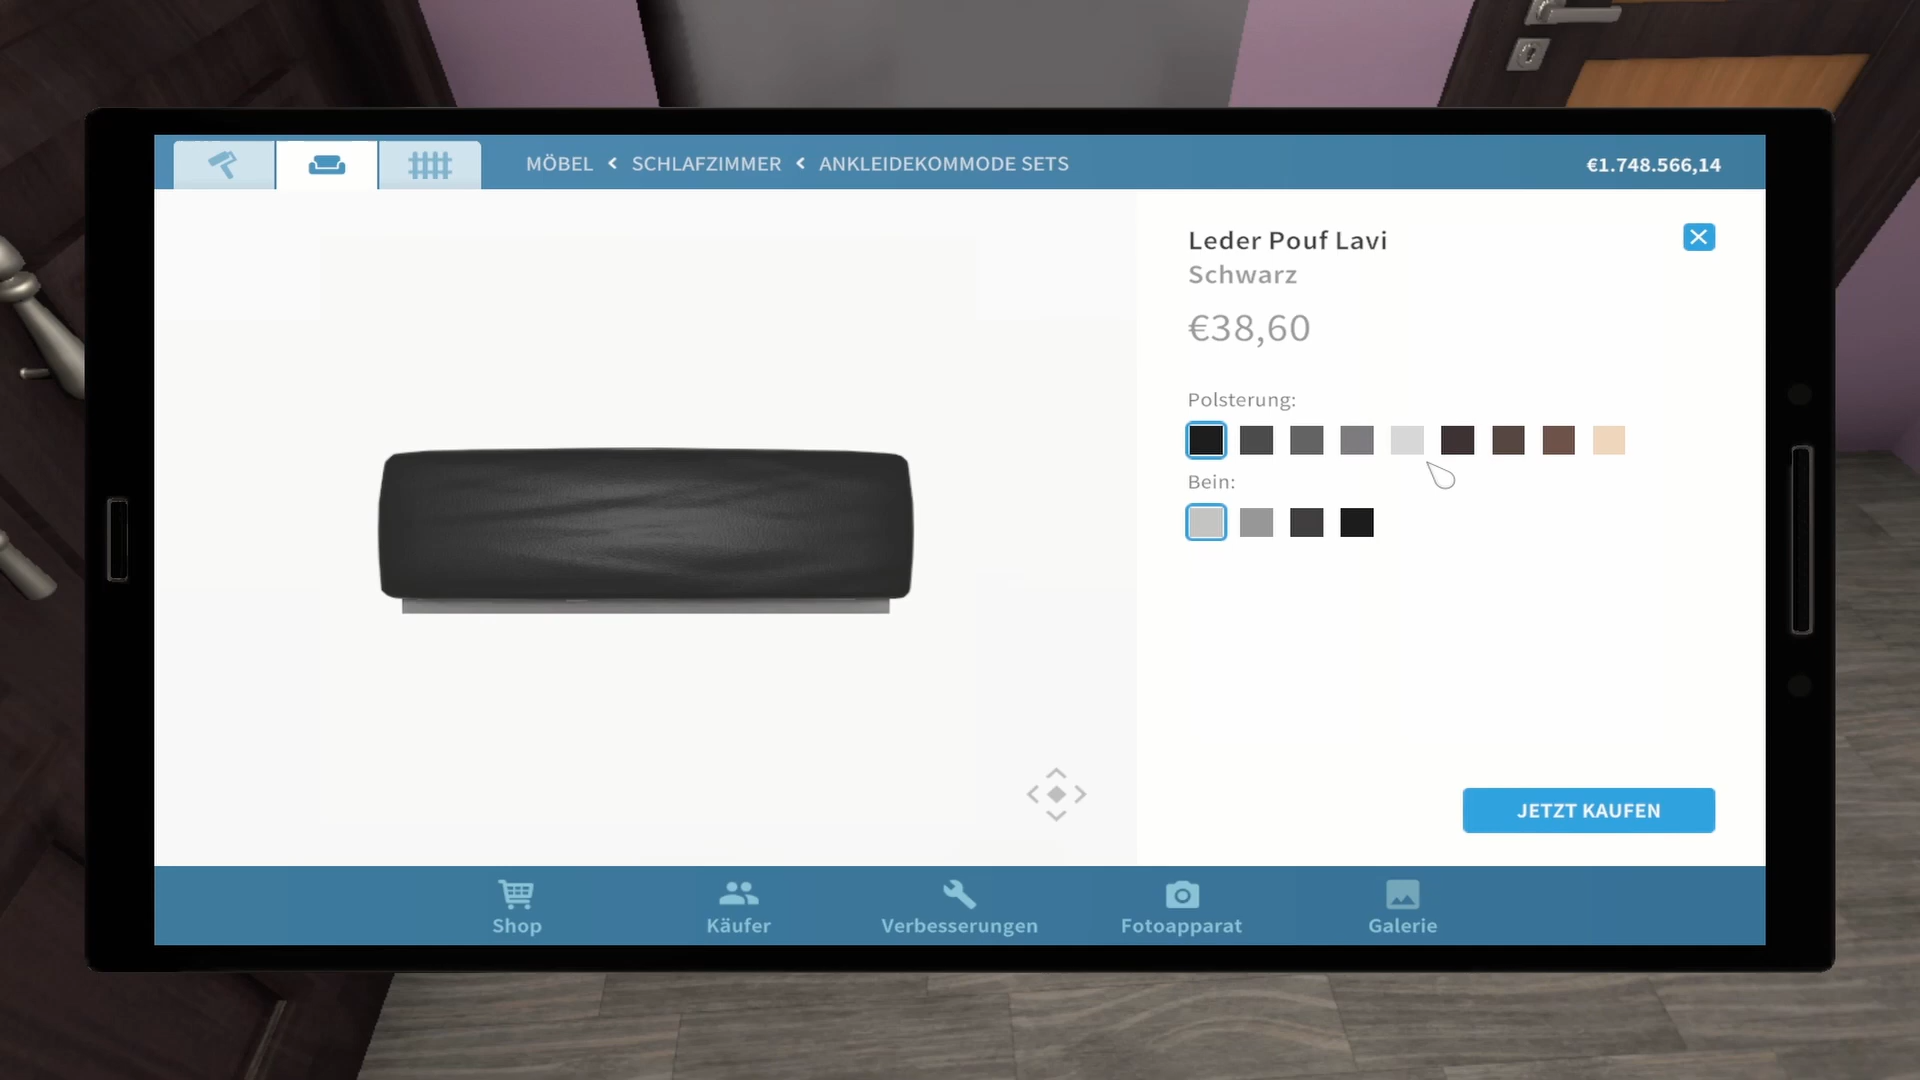 MÖBEL < SCHLAFZIMMER < ANKLEIDEKOMMODE SETS
€1.748.566,14
Leder Pouf Lavi
Schwarz
€38,60
Polsterung:
Bein:
JETZT KAUFEN
Shop
Käufer
Verbesserungen
Fotoapparat
Galerie